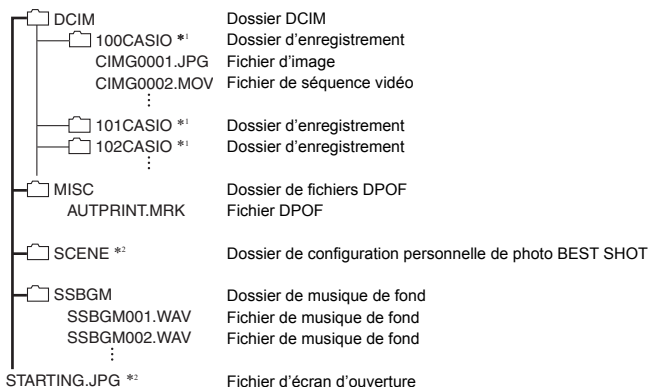 DCIM Dossier DCIM
100CASIO *1 Dossier d’enregistrement
CIMG0001.JPG Fichier d’image
CIMG0002.MOV Fichier de séquence vidéo
101CASIO *1 Dossier d’enregistrement
102CASIO *1 Dossier d’enregistrement
MISC Dossier de fichiers DPOF
AUTPRINT.MRK Fichier DPOF
SCENE *2 Dossier de configuration personnelle de photo BEST SHOT
SSBGM Dossier de musique de fond
SSBGM001.WAV Fichier de musique de fond
SSBGM002.WAV Fichier de musique de fond
STARTING.JPG *2 Fichier d’écran d’ouverture